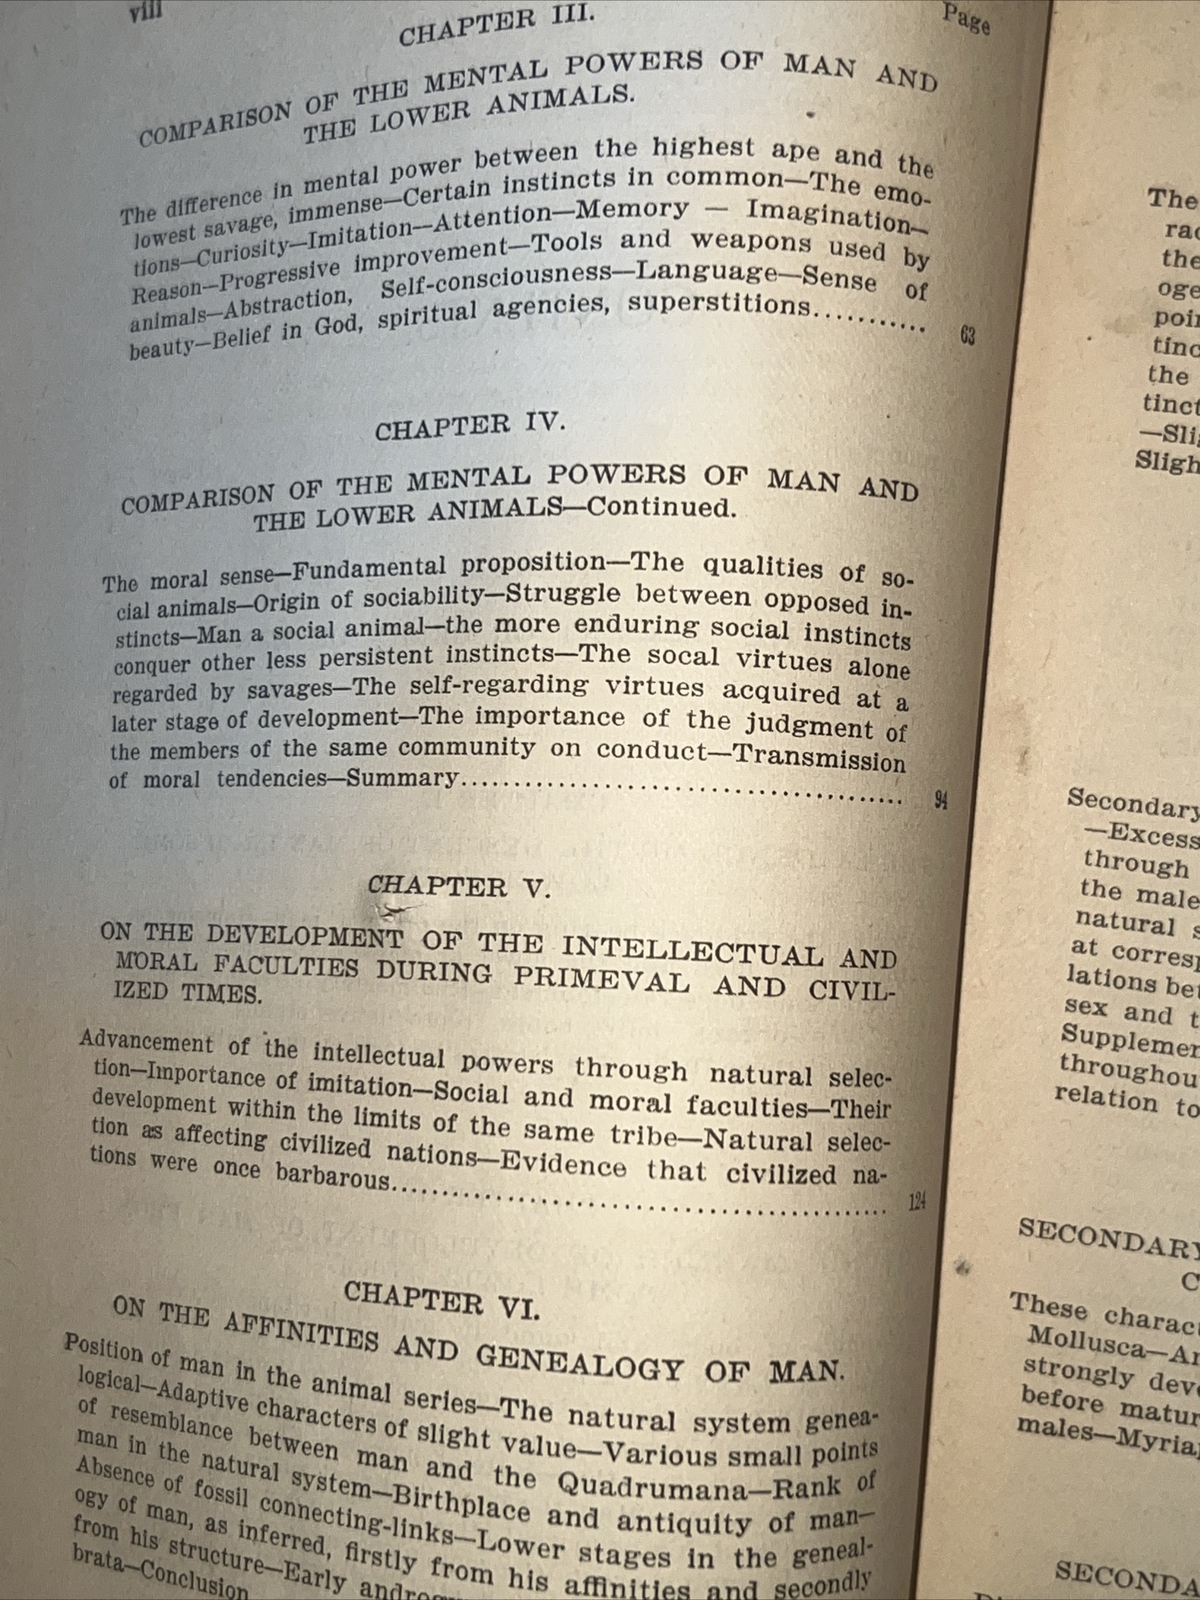 viii
CHAPTER III.
Page
COMPARISON OF THE MENTAL POWERS OF MAN AND
THE LOWER ANIMALS.
The difference in mental power between the highest ape and the
lowest savage, immense—Certain instincts in common—The emo-
tions—Curiosity—Imitation—Attention—Memory — Imagination—
Reason—Progressive improvement—Tools and weapons used by
animals—Abstraction, Self-consciousness—Language—Sense of
beauty—Belief in God, spiritual agencies, superstitions........... 63
CHAPTER IV.
COMPARISON OF THE MENTAL POWERS OF MAN AND
THE LOWER ANIMALS—Continued.
The moral sense—Fundamental proposition—The qualities of so-
cial animals—Origin of sociability—Struggle between opposed in-
stincts—Man a social animal—the more enduring social instincts
conquer other less persistent instincts—The socal virtues alone
regarded by savages—The self-regarding virtues acquired at a
later stage of development—The importance of the judgment of
the members of the same community on conduct—Transmission
of moral tendencies—Summary........................................... 94
CHAPTER V.
ON THE DEVELOPMENT OF THE INTELLECTUAL AND
MORAL FACULTIES DURING PRIMEVAL AND CIVIL-
IZED TIMES.
Advancement of the intellectual powers through natural selec-
tion—Importance of imitation—Social and moral faculties—Their
development within the limits of the same tribe—Natural selec-
tion as affecting civilized nations—Evidence that civilized na-
tions were once barbarous................................................ 124
CHAPTER VI.
ON THE AFFINITIES AND GENEALOGY OF MAN.
Position of man in the animal series—The natural system genea-
logical—Adaptive characters of slight value—Various small points
of resemblance between man and the Quadrumana—Rank of
man in the natural system—Birthplace and antiquity of man—
Absence of fossil connecting-links—Lower stages in the geneal-
ogy of man, as inferred, firstly from his affinities and secondly
from his structure—Early
brata—Conclusion
The
rac
the
oge
poin
tinc
the
tinct
—Sli
Sligh
Secondary
—Excess
through
the male
natural s
at corresp
lations bet
sex and t
Supplemen
throughou
relation to
SECONDARY
C
These charact
Mollusca—An
strongly deve
before matur
males—Myria
SECONDA